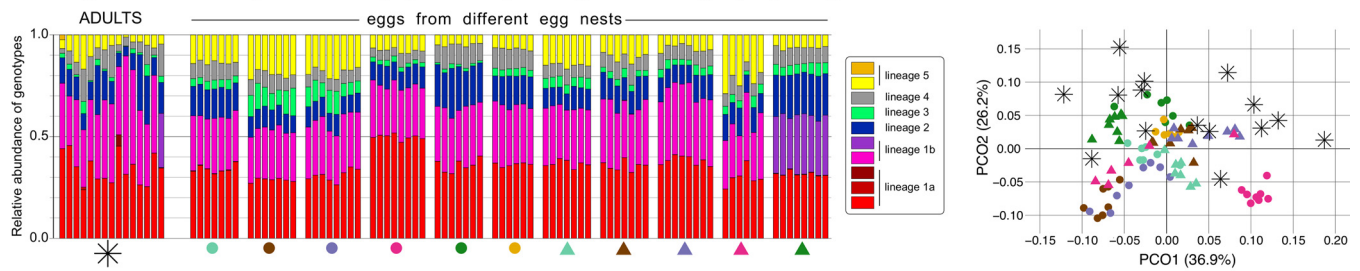 ADULTS
eggs from different egg nests
Relative abundance of genotypes
1.0
0.5
0.0
lineage 5
lineage 4
lineage 3
lineage 2
lineage 1b
lineage 1a
PCO2 (26.2%)
0.15
0.10
0.05
0.00
−0.05
−0.10
−0.15 −0.10 −0.05 0.00 0.05 0.10 0.15 0.20
PCO1 (36.9%)